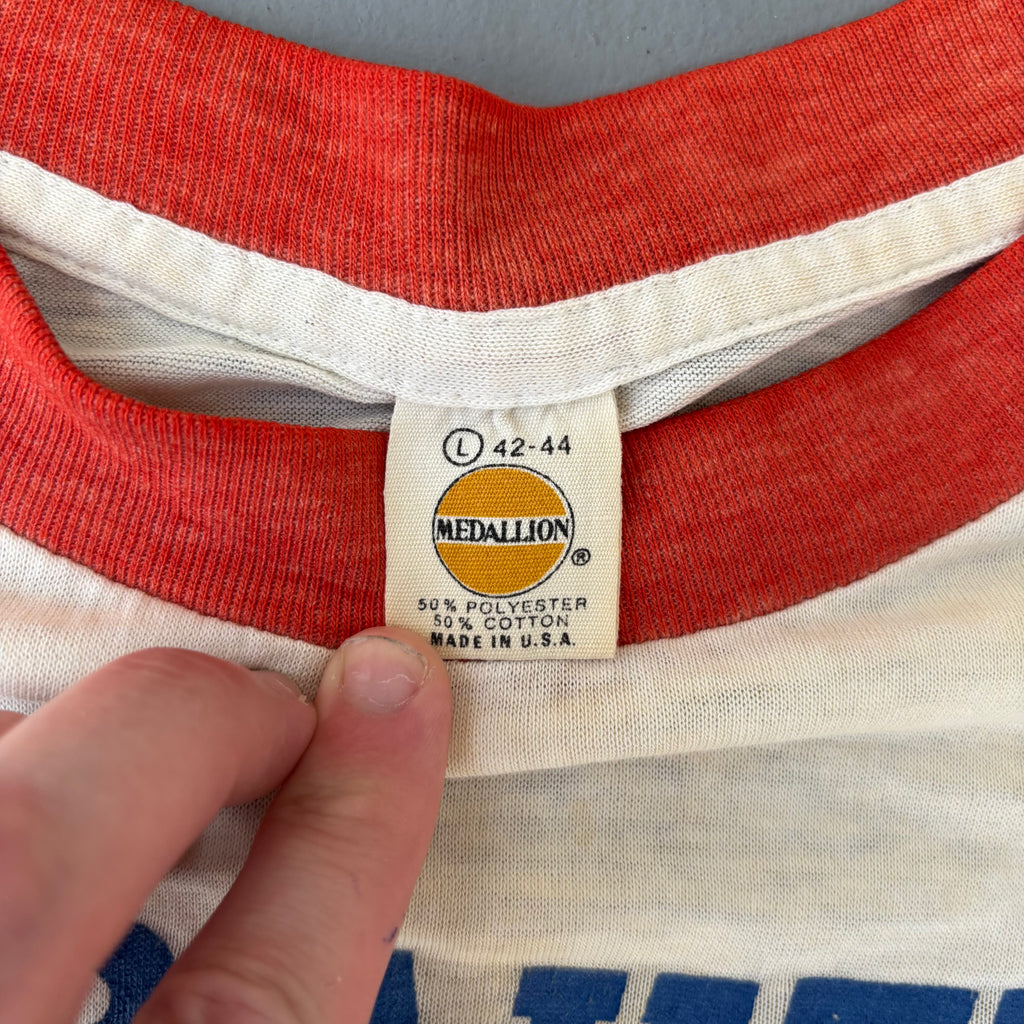 Ⓛ 42-44
MEDALLION
®
50% POLYESTER
50% COTTON
MADE IN U.S.A.